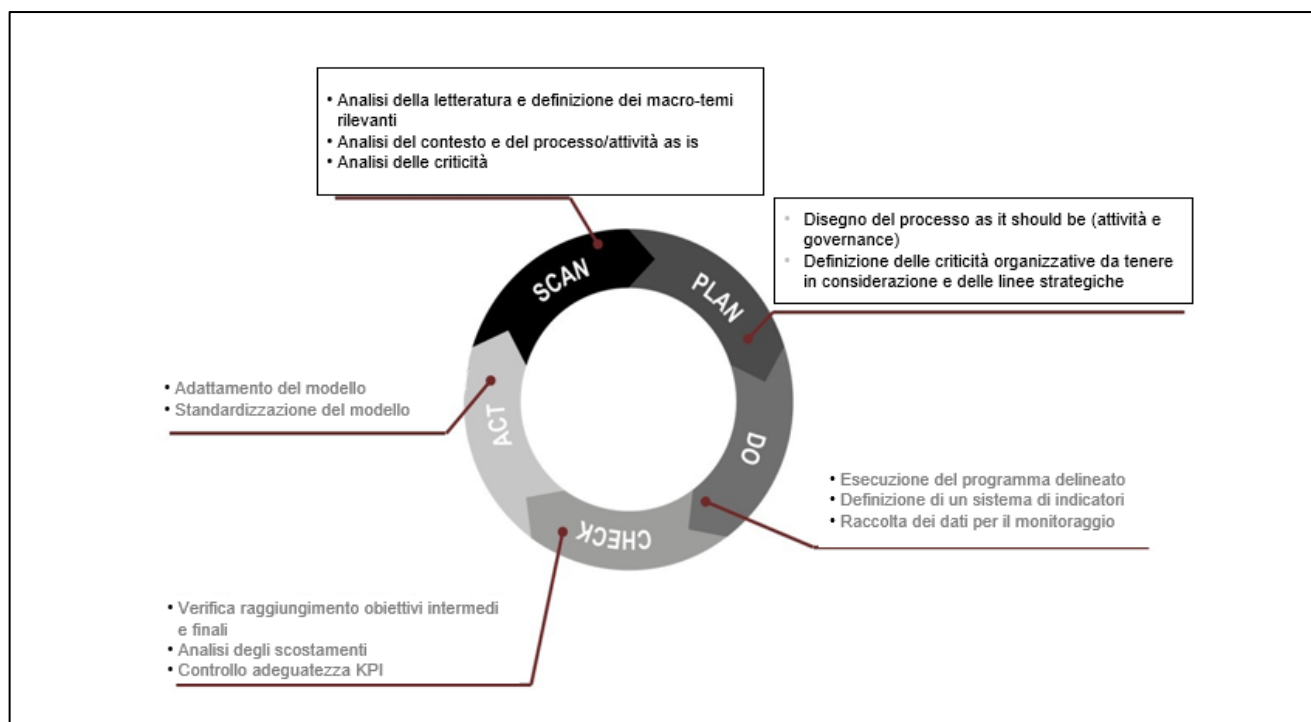 • Analisi della letteratura e definizione dei macro-temi
rilevanti
• Analisi del contesto e del processo/attività as is
• Analisi delle criticità
• Disegno del processo as it should be (attività e
governance)
• Definizione delle criticità organizzative da tenere
in considerazione e delle linee strategiche
SCAN
PLAN
• Adattamento del modello
• Standardizzazione del modello
ACT
DO
• Esecuzione del programma delineato
• Definizione di un sistema di indicatori
• Raccolta dei dati per il monitoraggio
CHECK
• Verifica raggiungimento obiettivi intermedi
e finali
• Analisi degli scostamenti
• Controllo adeguatezza KPI